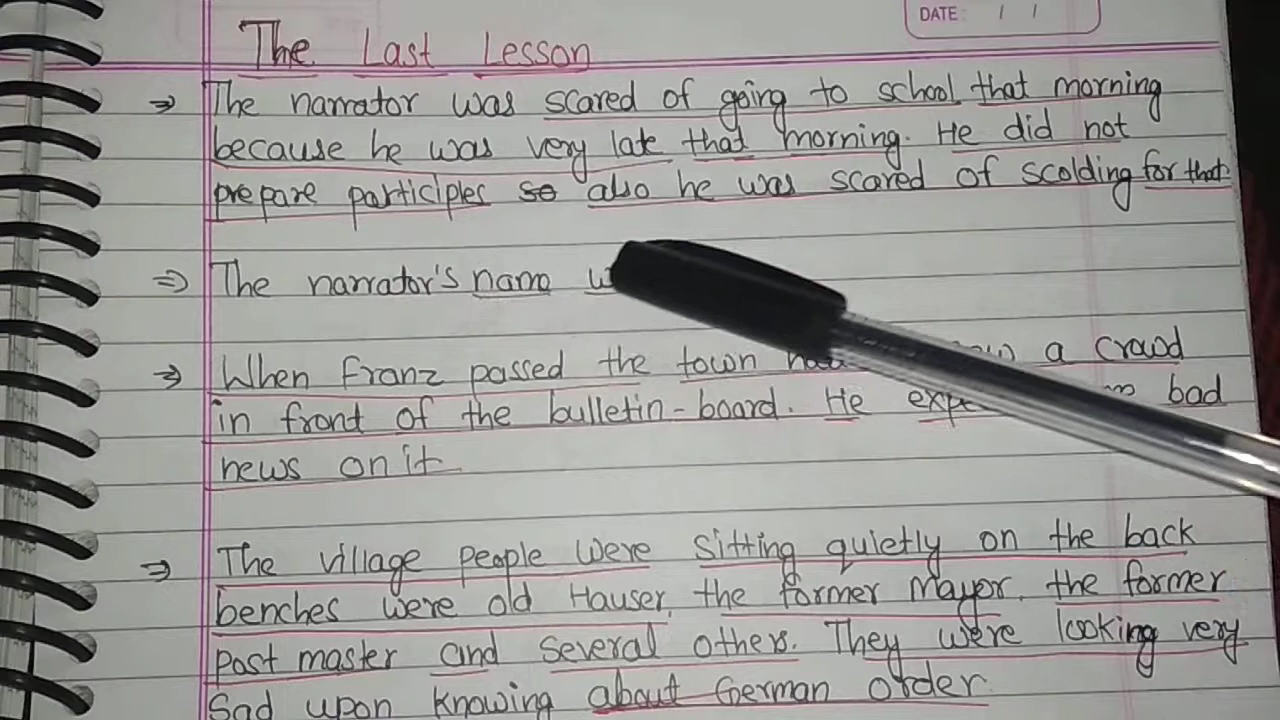 DATE / /
The Last Lesson
⇒ The narrator was scared of going to school that morning
because he was very late that morning. He did not
prepare participles so also he was scared of scolding for that
⇒ The narrator's name
⇒ When Franz passed the town a crowd
in front of the bulletin-board. He bad
news on it
⇒ The village people were sitting quietly on the back
benches were old Hauser, the former Mayor, the former
post master and several others. They were looking very
Sad upon knowing about German order.